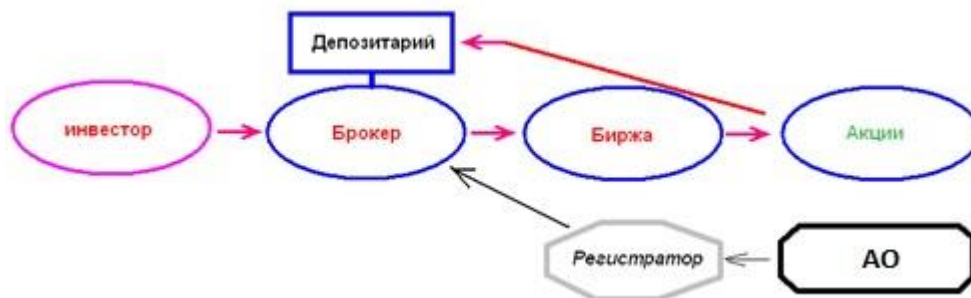 Депозитарий
инвестор
Брокер
Биржа
Акции
Регистратор
АО